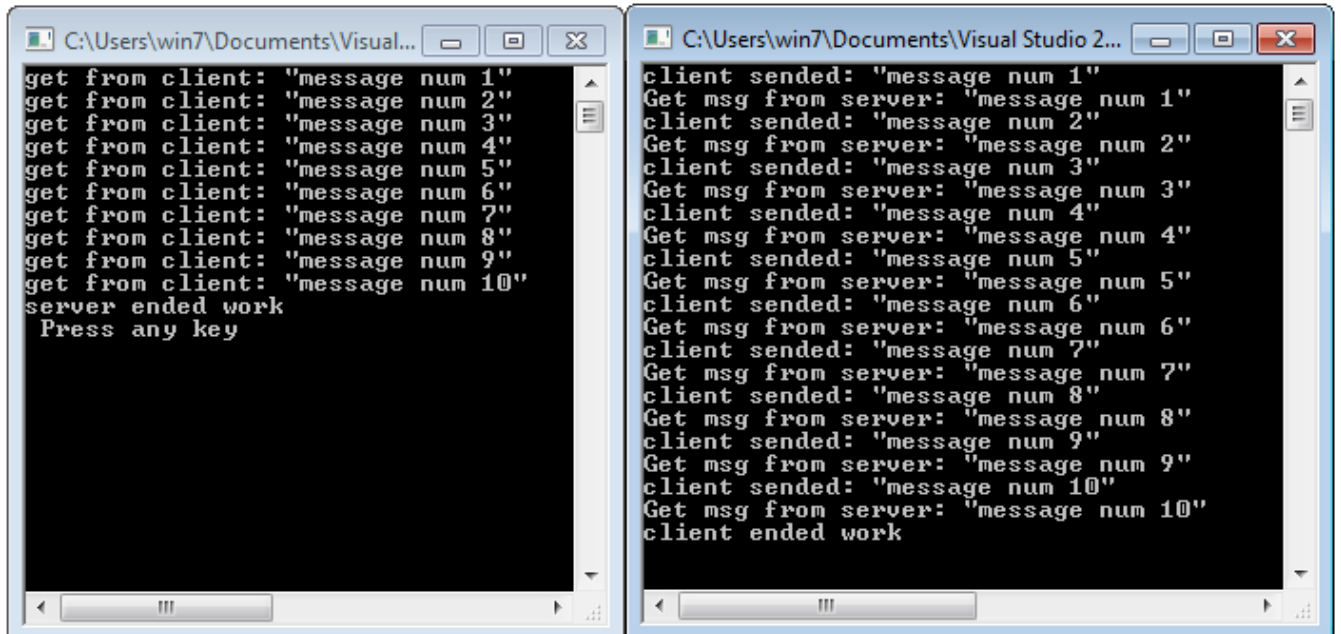 C:\Users\win7\Documents\Visual...
get from client: "message num 1"
get from client: "message num 2"
get from client: "message num 3"
get from client: "message num 4"
get from client: "message num 5"
get from client: "message num 6"
get from client: "message num 7"
get from client: "message num 8"
get from client: "message num 9"
get from client: "message num 10"
server ended work
Press any key
C:\Users\win7\Documents\Visual Studio 2...
client sended: "message num 1"
Get msg from server: "message num 1"
client sended: "message num 2"
Get msg from server: "message num 2"
client sended: "message num 3"
Get msg from server: "message num 3"
client sended: "message num 4"
Get msg from server: "message num 4"
client sended: "message num 5"
Get msg from server: "message num 5"
client sended: "message num 6"
Get msg from server: "message num 6"
client sended: "message num 7"
Get msg from server: "message num 7"
client sended: "message num 8"
Get msg from server: "message num 8"
client sended: "message num 9"
Get msg from server: "message num 9"
client sended: "message num 10"
Get msg from server: "message num 10"
client ended work